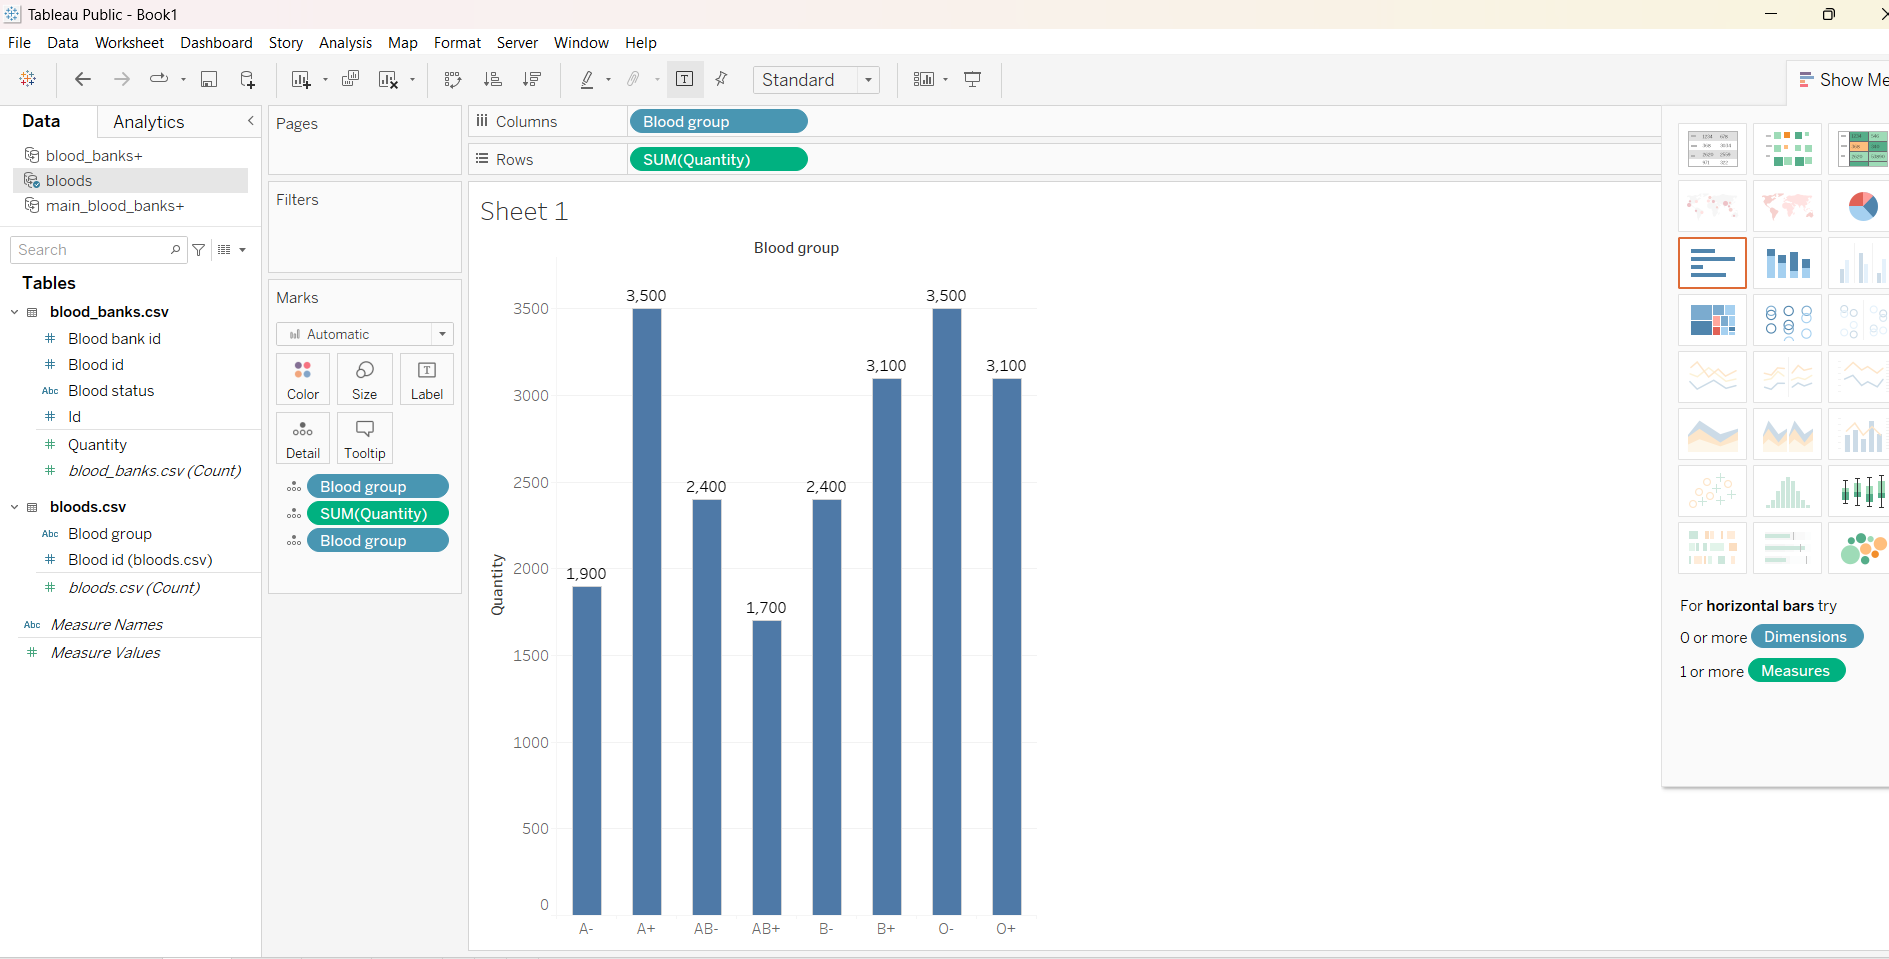 Tableau Public - Book1
File Data Worksheet Dashboard Story Analysis Map Format Server Window Help
Standard
Show Me
Data Analytics
blood_banks+
bloods
main_blood_banks+
Search
Tables
blood_banks.csv
# Blood bank id
# Blood id
Abc Blood status
# Id
# Quantity
# blood_banks.csv (Count)
bloods.csv
Abc Blood group
# Blood id (bloods.csv)
# bloods.csv (Count)
Abc Measure Names
# Measure Values
Pages
Filters
Marks
Automatic
Color Size Label
Detail Tooltip
Blood group
SUM(Quantity)
Blood group
Columns Blood group
Rows SUM(Quantity)
Sheet 1
Blood group
Quantity
3500
3000
2500
2000
1500
1000
500
0
1,900
3,500
2,400
1,700
2,400
3,100
3,500
3,100
A- A+ AB- AB+ B- B+ O- O+
For horizontal bars try
0 or more Dimensions
1 or more Measures